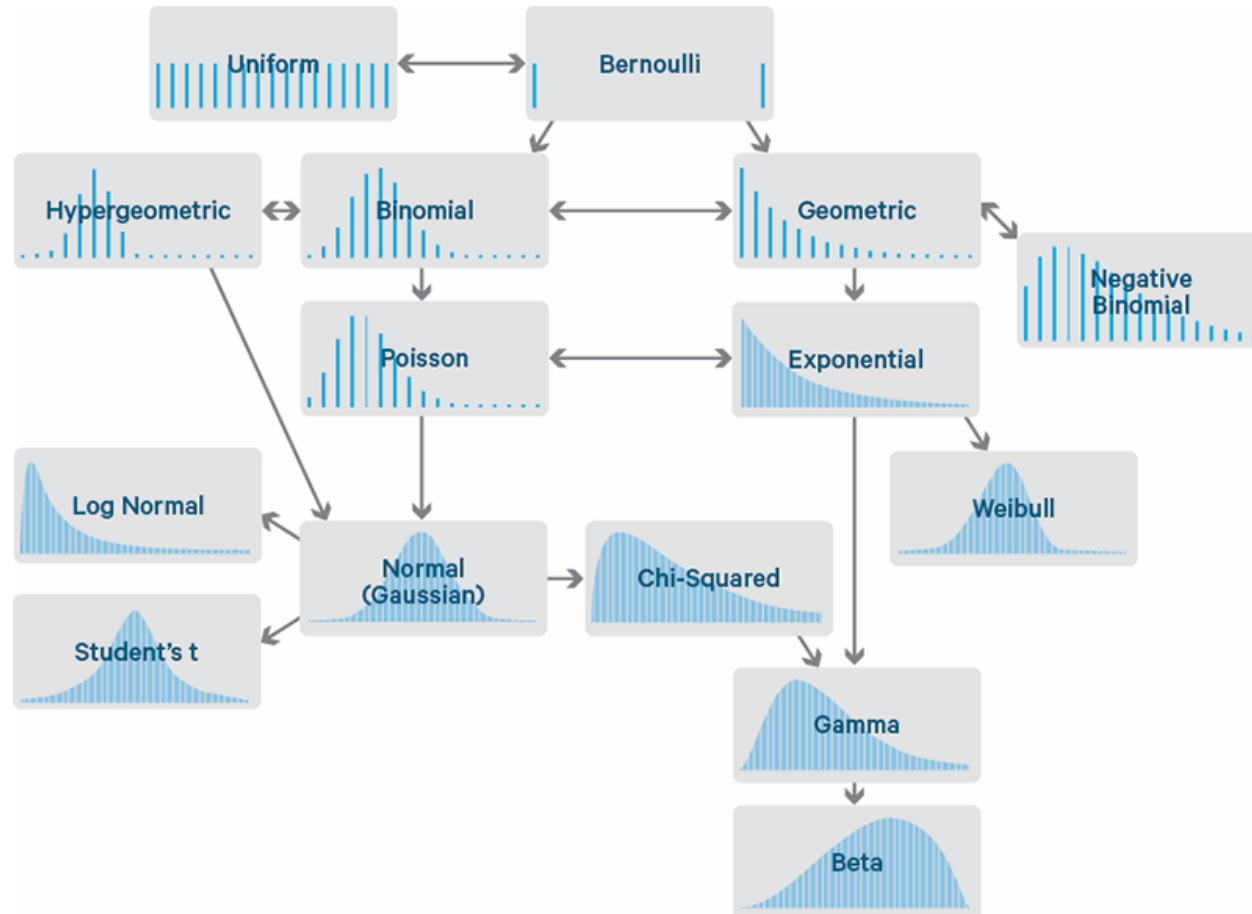 Uniform
Bernoulli
Hypergeometric
Binomial
Geometric
Negative
Binomial
Poisson
Exponential
Log Normal
Weibull
Normal
(Gaussian)
Chi-Squared
Student’s t
Gamma
Beta